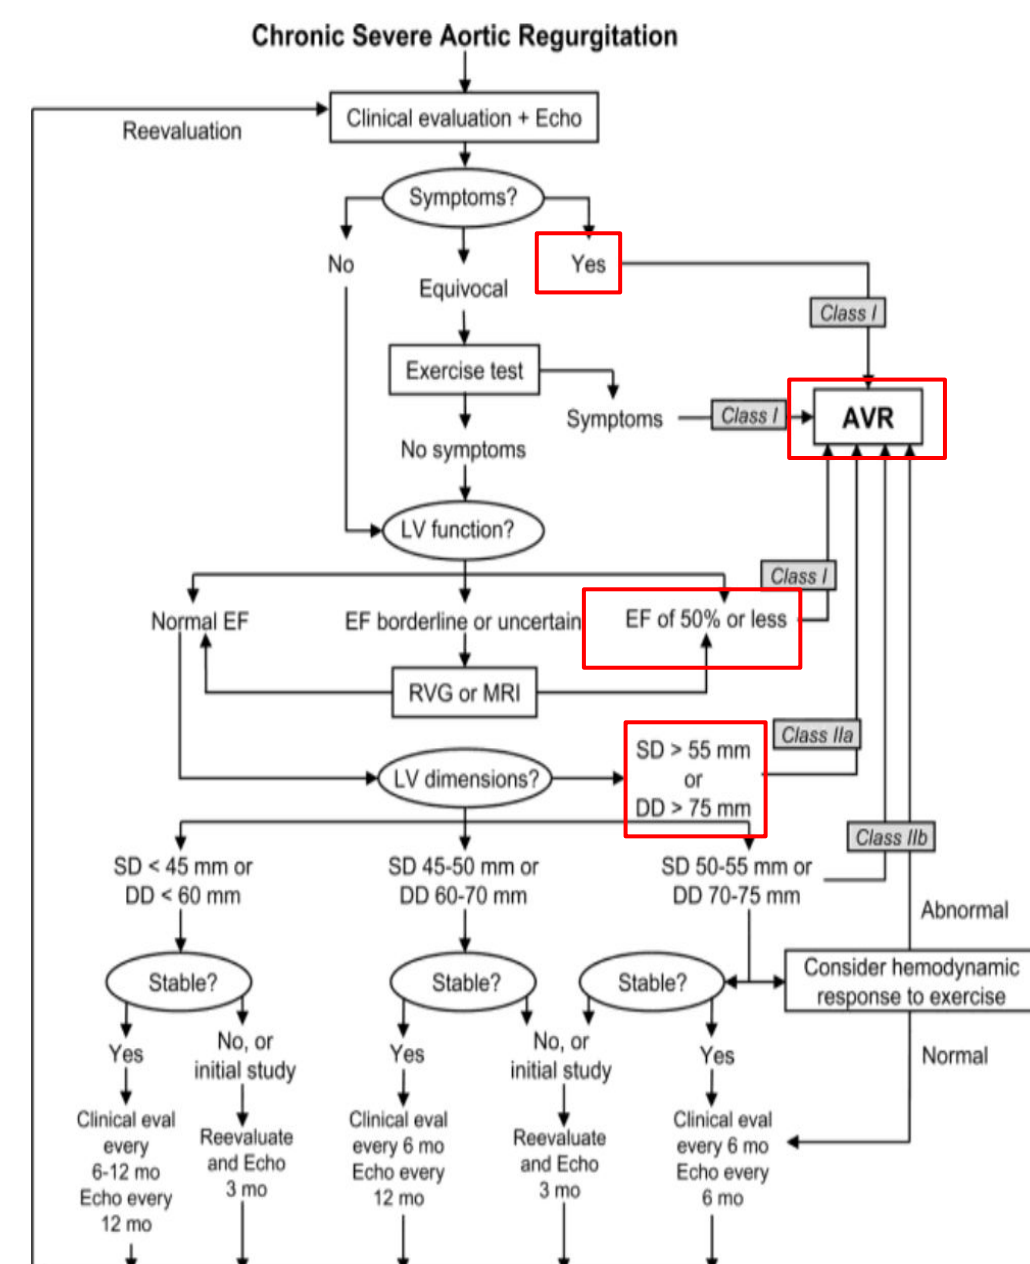 Chronic Severe Aortic Regurgitation
Clinical evaluation + Echo
Reevaluation
Symptoms?
No
Equivocal
Yes
Class I
Exercise test
Symptoms
Class I
AVR
No symptoms
LV function?
Class I
Normal EF
EF borderline or uncertain
EF of 50% or less
RVG or MRI
Class IIa
LV dimensions?
SD > 55 mm
or
DD > 75 mm
Class IIb
SD < 45 mm or
DD < 60 mm
SD 45-50 mm or
DD 60-70 mm
SD 50-55 mm or
DD 70-75 mm
Abnormal
Stable?
Stable?
Stable?
Consider hemodynamic
response to exercise
Normal
Yes
No, or
initial study
Yes
No, or
initial study
Yes
Clinical eval
every
6-12 mo
Echo every
12 mo
Reevaluate
and Echo
3 mo
Clinical eval
every 6 mo
Echo every
12 mo
Reevaluate
and Echo
3 mo
Clinical eval
every 6 mo
Echo every
6 mo